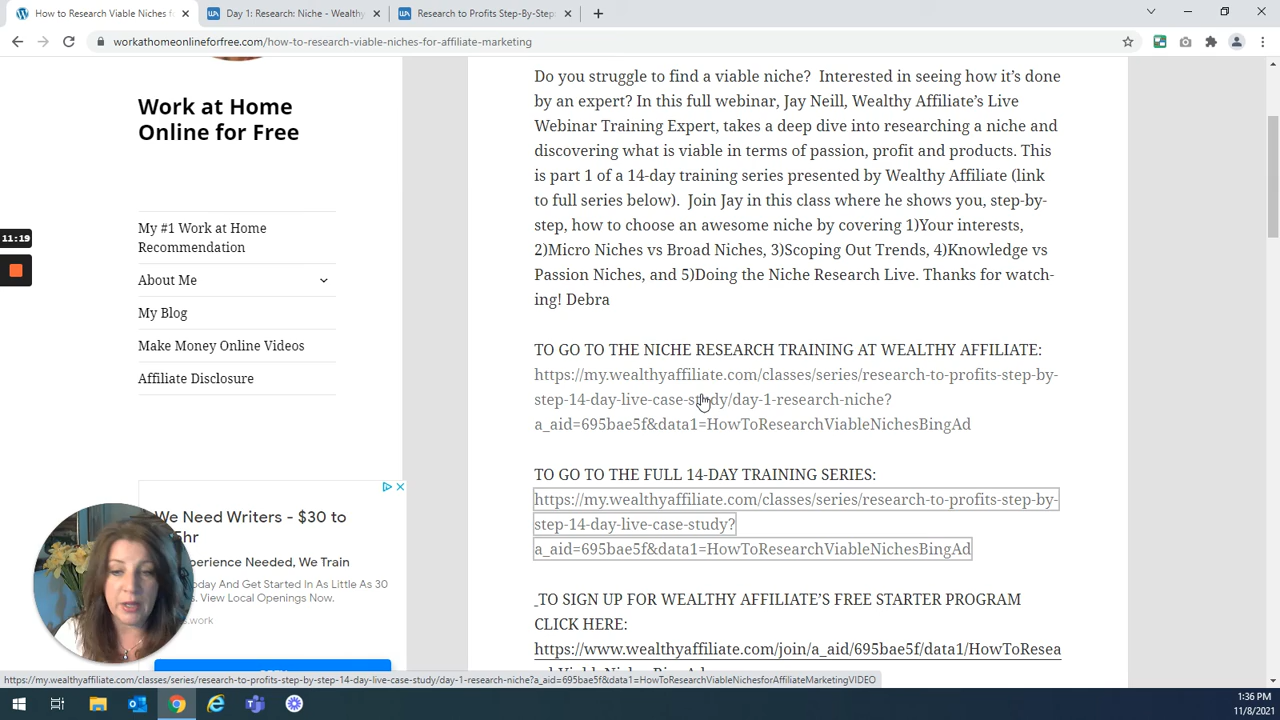 How to Research Viable Niches f
Day 1: Research: Niche - Wealthy
Research to Profits Step-By-Step
workathomeonlineforfree.com/how-to-research-viable-niches-for-affiliate-marketing
Work at Home
Online for Free
My #1 Work at Home
Recommendation
About Me
My Blog
Make Money Online Videos
Affiliate Disclosure
11:19
We Need Writers - $30 to
5hr
xperience Needed, We Train
oday And Get Started In As Little As 30
s. View Local Openings Now.
e.work
Do you struggle to find a viable niche? Interested in seeing how it's done
by an expert? In this full webinar, Jay Neill, Wealthy Affiliate's Live
Webinar Training Expert, takes a deep dive into researching a niche and
discovering what is viable in terms of passion, profit and products. This
is part 1 of a 14-day training series presented by Wealthy Affiliate (link
to full series below). Join Jay in this class where he shows you, step-by-
step, how to choose an awesome niche by covering 1)Your interests,
2)Micro Niches vs Broad Niches, 3)Scoping Out Trends, 4)Knowledge vs
Passion Niches, and 5)Doing the Niche Research Live. Thanks for watch-
ing! Debra
TO GO TO THE NICHE RESEARCH TRAINING AT WEALTHY AFFILIATE:
https://my.wealthyaffiliate.com/classes/series/research-to-profits-step-by-
step-14-day-live-case-study/day-1-research-niche?
a_aid=695bae5f&data1=HowToResearchViableNichesBingAd
TO GO TO THE FULL 14-DAY TRAINING SERIES:
https://my.wealthyaffiliate.com/classes/series/research-to-profits-step-by-
step-14-day-live-case-study?
a_aid=695bae5f&data1=HowToResearchViableNichesBingAd
TO SIGN UP FOR WEALTHY AFFILIATE'S FREE STARTER PROGRAM
CLICK HERE:
https://www.wealthyaffiliate.com/join/a_aid/695bae5f/data1/HowToResea
https://my.wealthyaffiliate.com/classes/series/research-to-profits-step-by-step-14-day-live-case-study/day-1-research-niche?a_aid=695bae5f&data1=HowToResearchViableNichesforAffiliateMarketingVIDEO
1:36 PM
11/8/2021